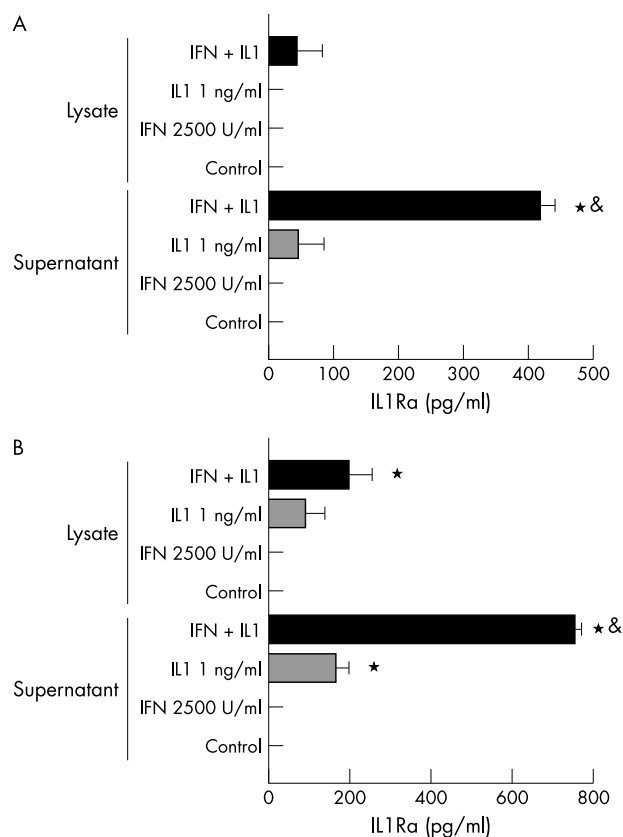 A
IFN + IL1
IL1 1 ng/ml
Lysate
IFN 2500 U/ml
Control
IFN + IL1 ★ &
IL1 1 ng/ml
Supernatant
IFN 2500 U/ml
Control
0 100 200 300 400 500
IL1Ra (pg/ml)
B
IFN + IL1 ★
IL1 1 ng/ml
Lysate
IFN 2500 U/ml
Control
IFN + IL1 ★ &
IL1 1 ng/ml ★
Supernatant
IFN 2500 U/ml
Control
0 200 400 600 800
IL1Ra (pg/ml)